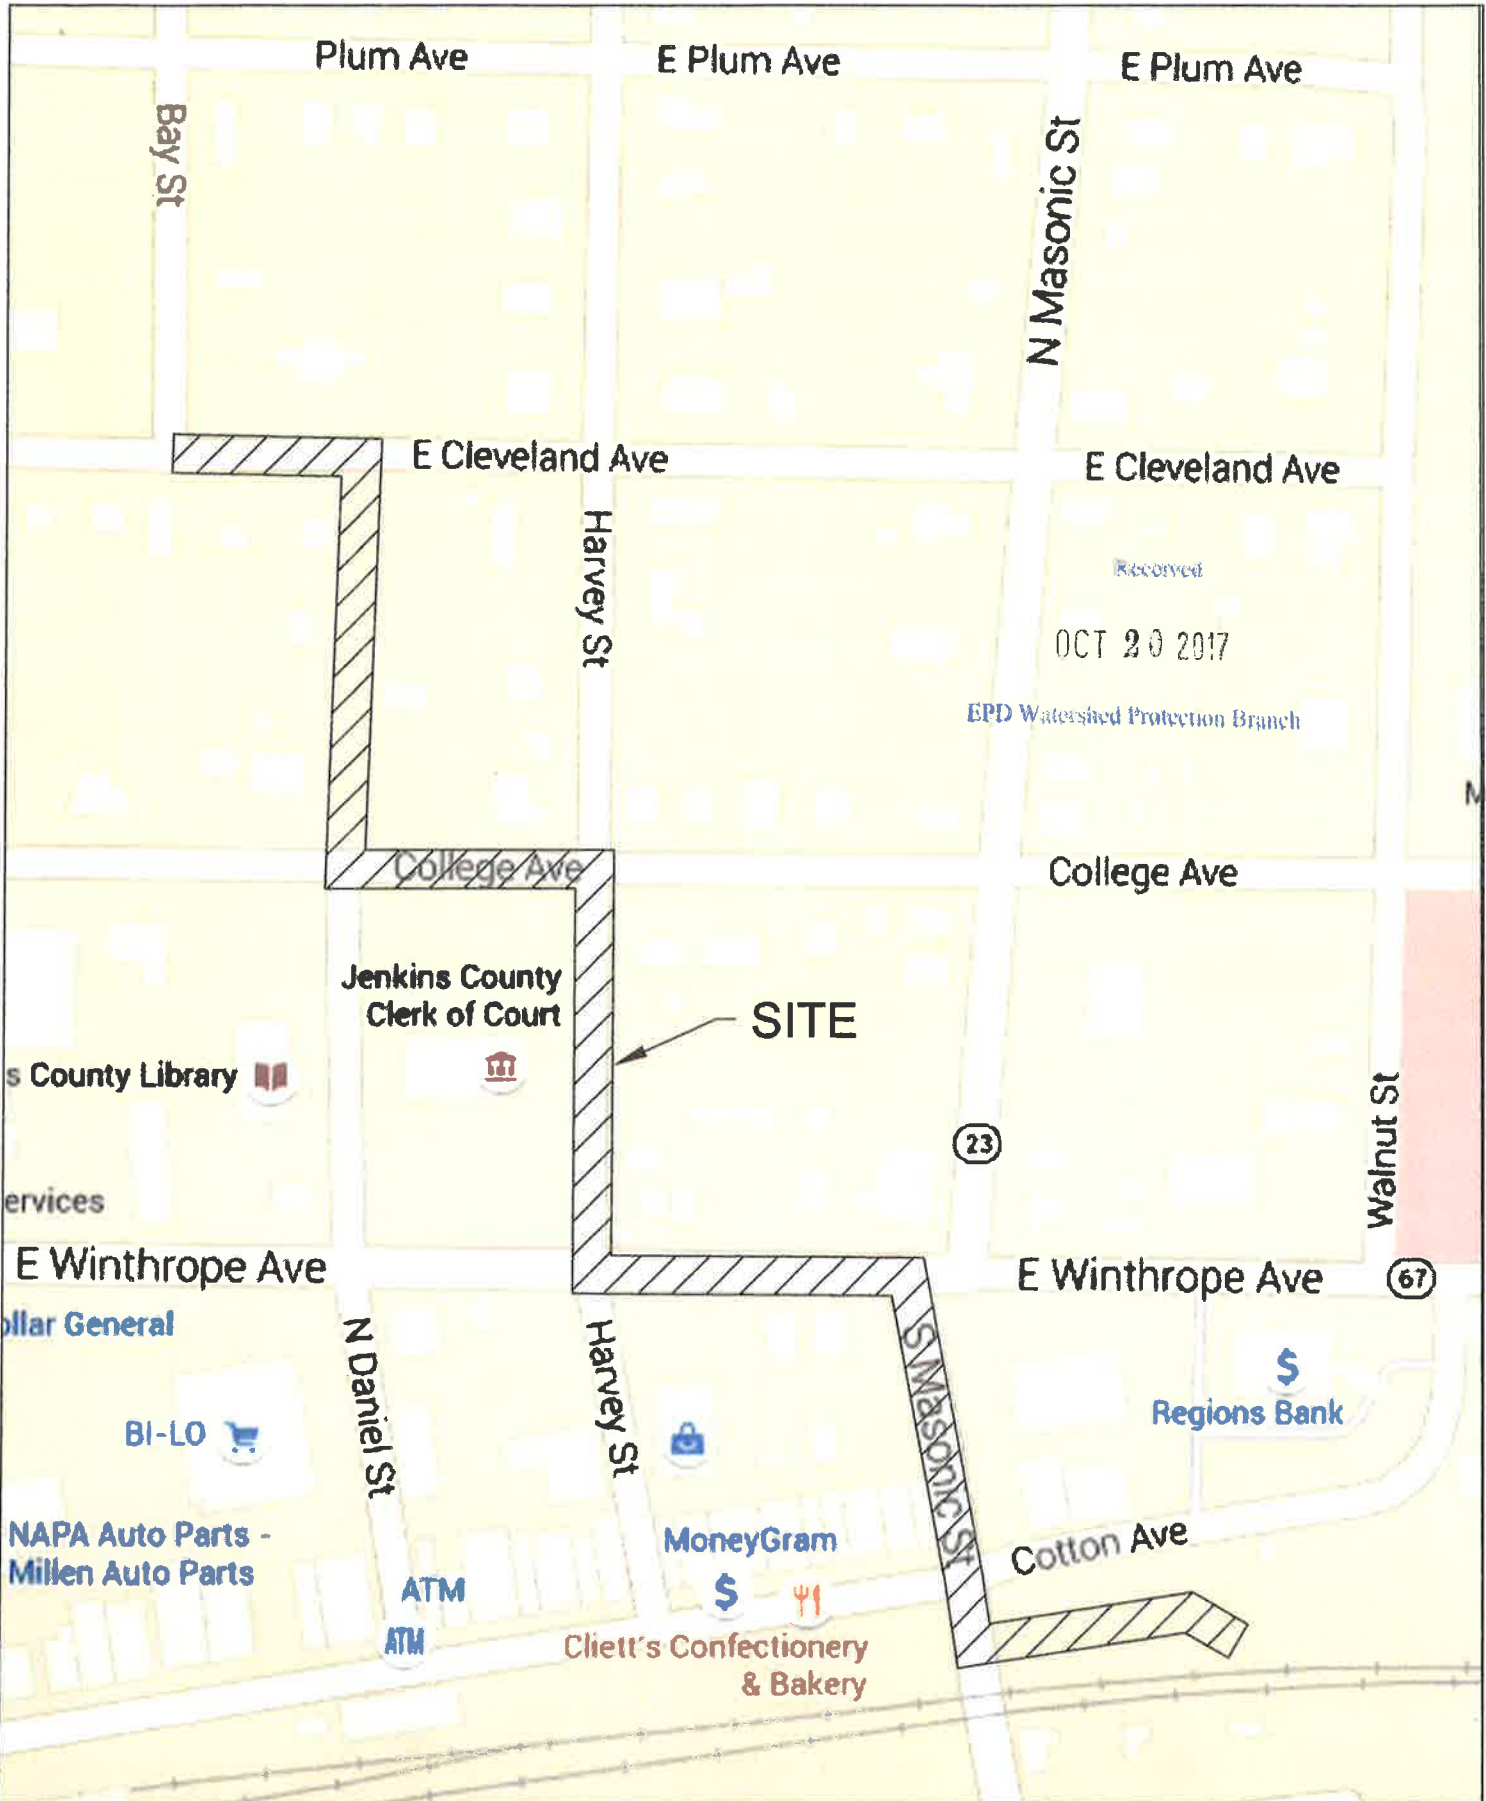 Plum Ave
E Plum Ave
E Plum Ave
Bay St
N Masonic St
E Cleveland Ave
E Cleveland Ave
Harvey St
Received
OCT 20 2017
EPD Watershed Protection Branch
College Ave
College Ave
Jenkins County
Clerk of Court
SITE
s County Library
23
Walnut St
ervices
E Winthrope Ave
E Winthrope Ave
67
ollar General
N Daniel St
Harvey St
S Masonic St
$
Regions Bank
BI-LO
NAPA Auto Parts -
Millen Auto Parts
MoneyGram
$
Cotton Ave
ATM
ATM
Cliett's Confectionery
& Bakery